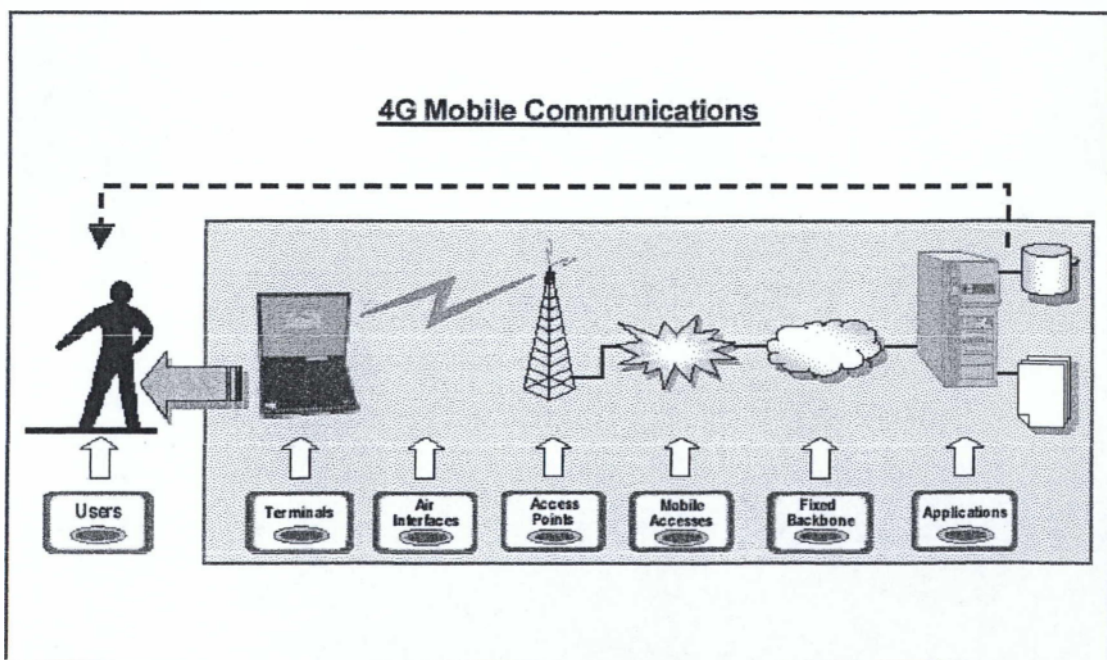 4G Mobile Communications
Users
Terminals
Air
Interfaces
Access
Points
Mobile
Accesses
Fixed
Backbone
Applications